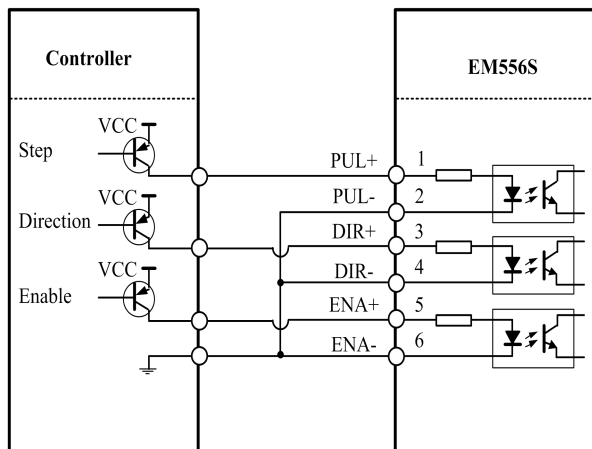 Controller
EM556S
VCC
Step
PUL+ 1
PUL- 2
VCC
Direction
DIR+ 3
DIR- 4
VCC
Enable
ENA+ 5
ENA- 6